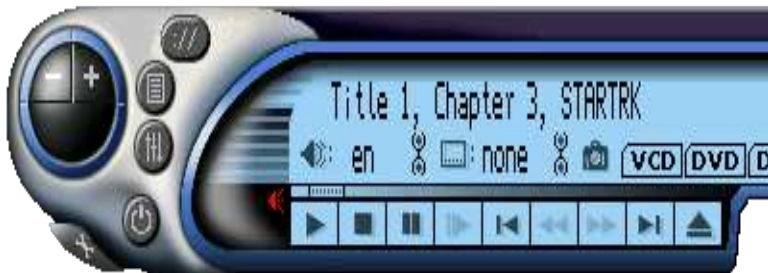 ://
Title 1, Chapter 3, STARTRK
: en : none VCD DVD D